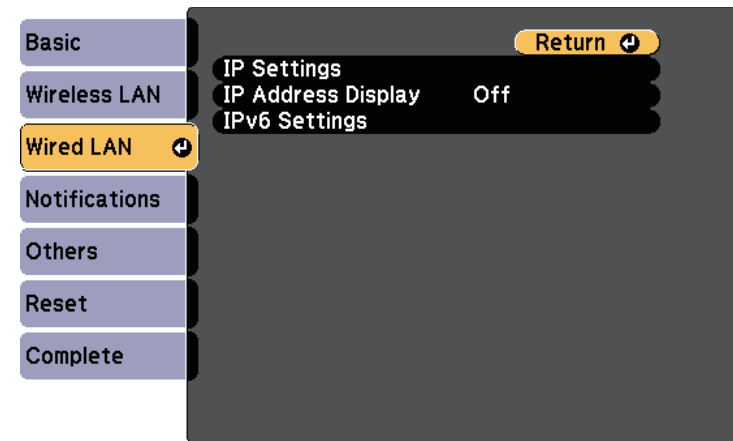 Basic
Wireless LAN
Wired LAN
Notifications
Others
Reset
Complete
Return
IP Settings
IP Address Display Off
IPv6 Settings